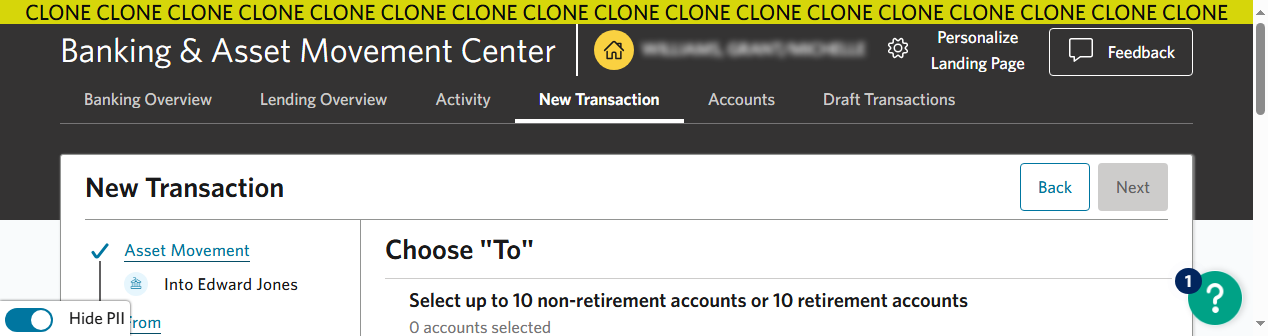 CLONE CLONE CLONE CLONE CLONE CLONE CLONE CLONE CLONE CLONE CLONE CLONE CLONE CLONE CLONE CLONE CLONE
Banking & Asset Movement Center
Personalize
Landing Page
Feedback
Banking Overview
Lending Overview
Activity
New Transaction
Accounts
Draft Transactions
New Transaction
Back
Next
Asset Movement
Into Edward Jones
Choose "To"
Select up to 10 non-retirement accounts or 10 retirement accounts
0 accounts selected
1
?
Hide PII